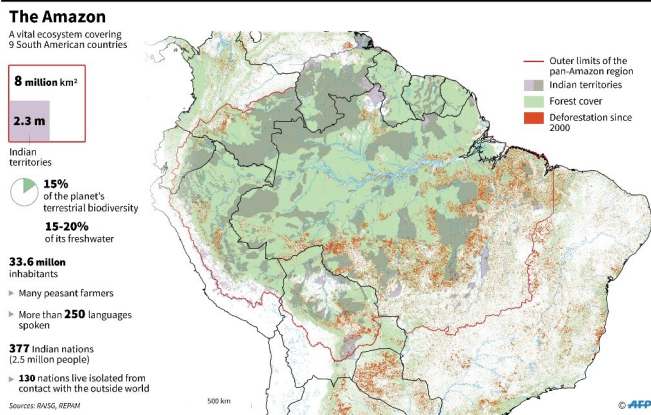 The Amazon
A vital ecosystem covering
9 South American countries
8 million km²
2.3 m
Indian
territories
15%
of the planet's
terrestrial biodiversity
15-20%
of its freshwater
33.6 millon
inhabitants
Many peasant farmers
More than 250 languages
spoken
377 Indian nations
(2.5 millon people)
130 nations live isolated from
contact with the outside world
Sources: RAISG, REPAM
500 km
Outer limits of the
pan-Amazon region
Indian territories
Forest cover
Deforestation since
2000
© AFP